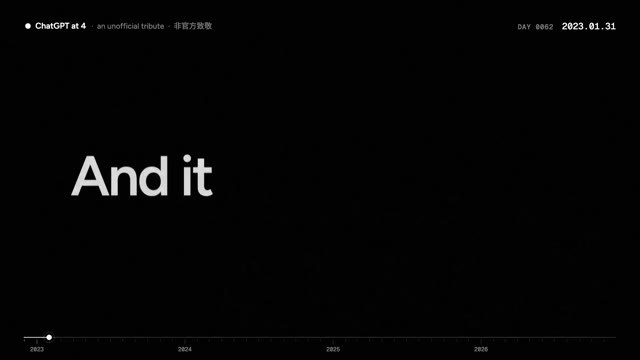 ChatGPT at 4 · an unofficial tribute · 非官方致敬
DAY 0062 2023.01.31
And it
2023 2024 2025 2026